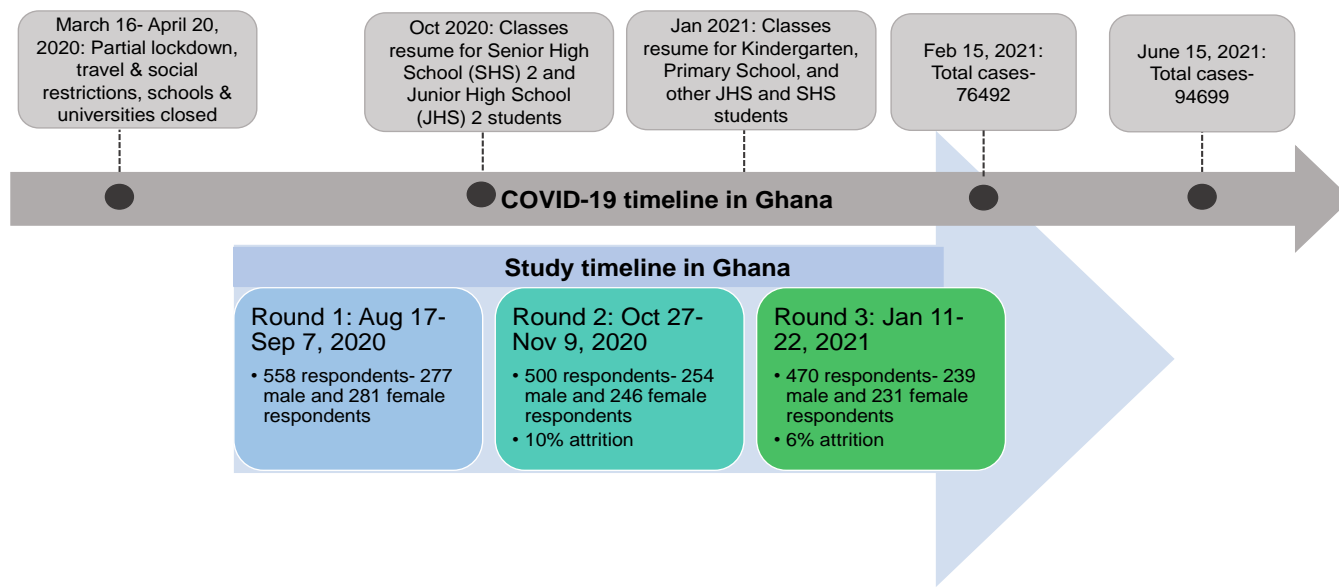 March 16- April 20,
2020: Partial lockdown,
travel & social
restrictions, schools &
universities closed
Oct 2020: Classes
resume for Senior High
School (SHS) 2 and
Junior High School
(JHS) 2 students
Jan 2021: Classes
resume for Kindergarten,
Primary School, and
other JHS and SHS
students
Feb 15, 2021:
Total cases-
76492
June 15, 2021:
Total cases-
94699
COVID-19 timeline in Ghana
Study timeline in Ghana
Round 1: Aug 17-
Sep 7, 2020
• 558 respondents- 277
male and 281 female
respondents
Round 2: Oct 27-
Nov 9, 2020
• 500 respondents- 254
male and 246 female
respondents
• 10% attrition
Round 3: Jan 11-
22, 2021
• 470 respondents- 239
male and 231 female
respondents
• 6% attrition